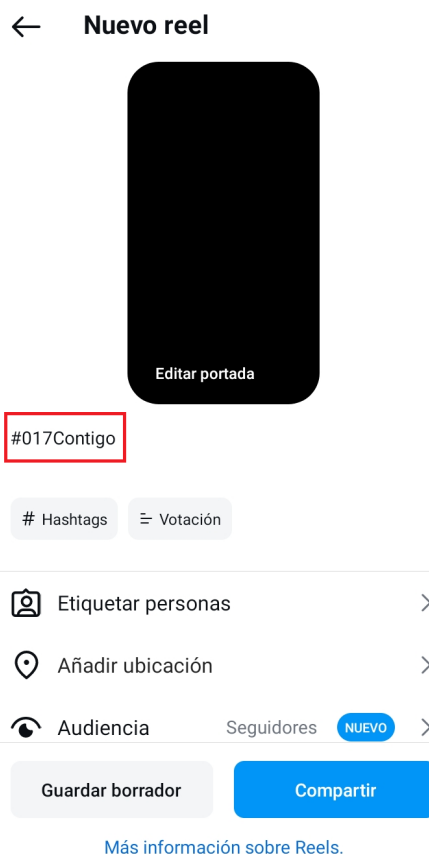 Nuevo reel
Editar portada
#017Contigo
# Hashtags
Votación
Etiquetar personas
Añadir ubicación
Audiencia Seguidores NUEVO
Guardar borrador Compartir
Más información sobre Reels.